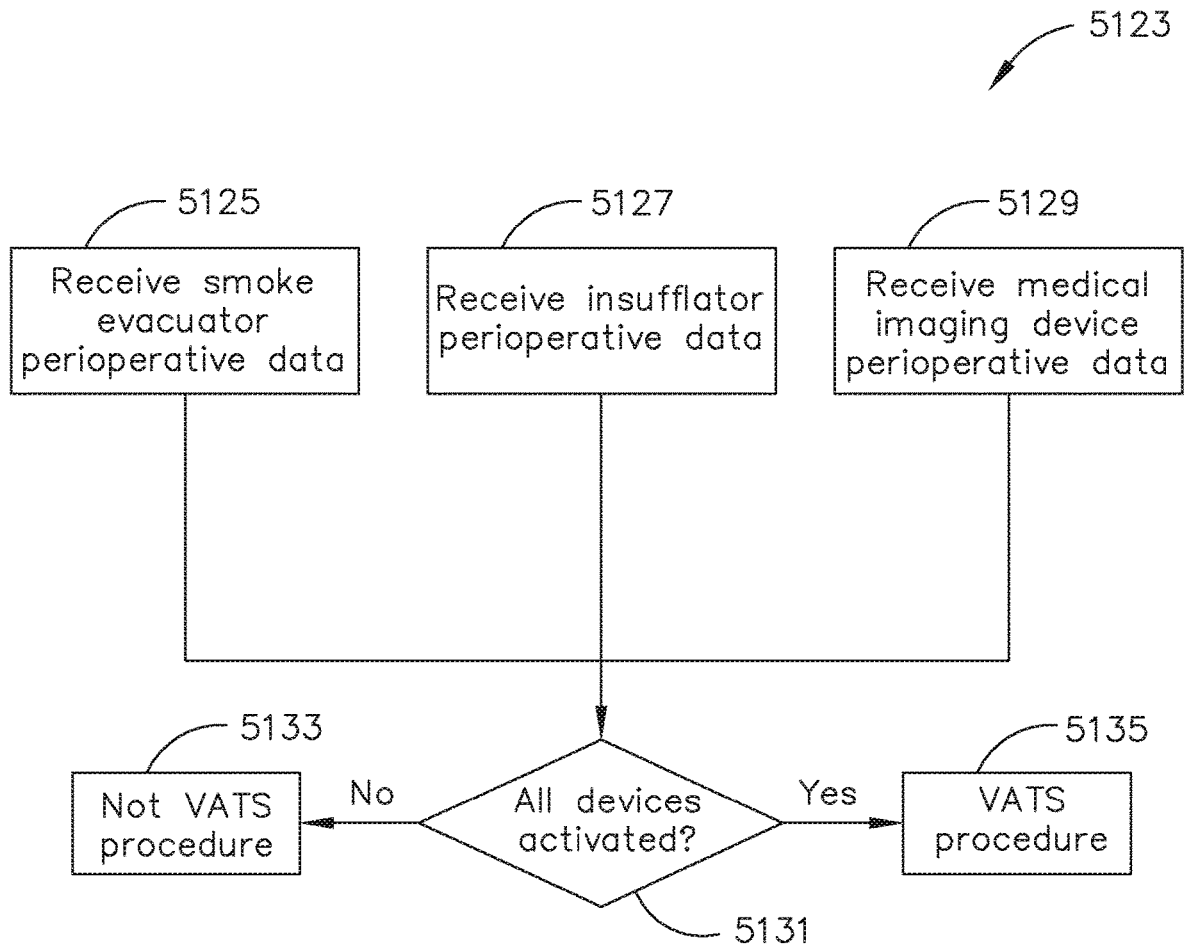 5123
5125
Receive smoke
evacuator
perioperative data
5127
Receive insufflator
perioperative data
5129
Receive medical
imaging device
perioperative data
5133
Not VATS
procedure
No
All devices
activated?
Yes
5135
VATS
procedure
5131